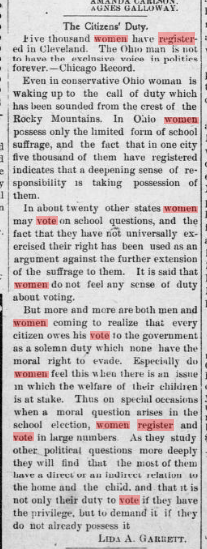 AMANDA CARLSON.
AGNES GALLOWAY.
The Citizens' Duty.
Five thousand women have register-
ed in Cleveland. The Ohio man is not
to have the exclusive voice in politics
forever.—Chicago Record.
Even in conservative Ohio woman is
waking up to the call of duty which
has been sounded from the crest of the
Rocky Mountains. In Ohio women
possess only the limited form of school
suffrage, and the fact that in one city
five thousand of them have registered
indicates that a deepening sense of re-
sponsibility is taking possession of
them.
In about twenty other states women
may vote on school questions, and the
fact that they have not universally ex-
ercised their right has been used as an
argument against the further extension
of the suffrage to them. It is said that
women do not feel any sense of duty
about voting.
But more and more are both men and
women coming to realize that every
citizen owes his vote to the government
as a solemn duty which none have the
moral right to evade. Especially do
women feel this when there is an issue
in which the welfare of their children
is at stake. Thus on special occasions
when a moral question arises in the
school election, women register and
vote in large numbers. As they study
other political questions more deeply
they will find that the most of them
have a direct or an indirect relation to
the home and the child, and that it is
not only their duty to vote if they have
the privilege, but to demand it if they
do not already possess it
LIDA A. GARRETT.